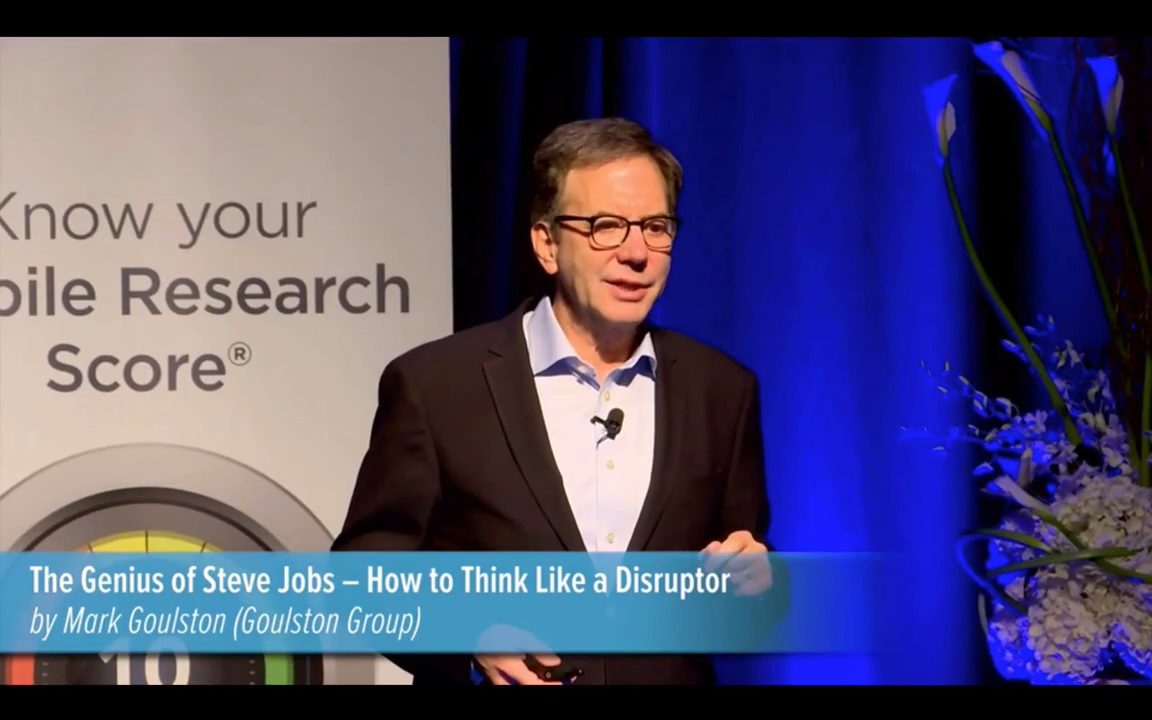 Know your
bile Research
Score®
The Genius of Steve Jobs – How to Think Like a Disruptor
by Mark Goulston (Goulston Group)
10